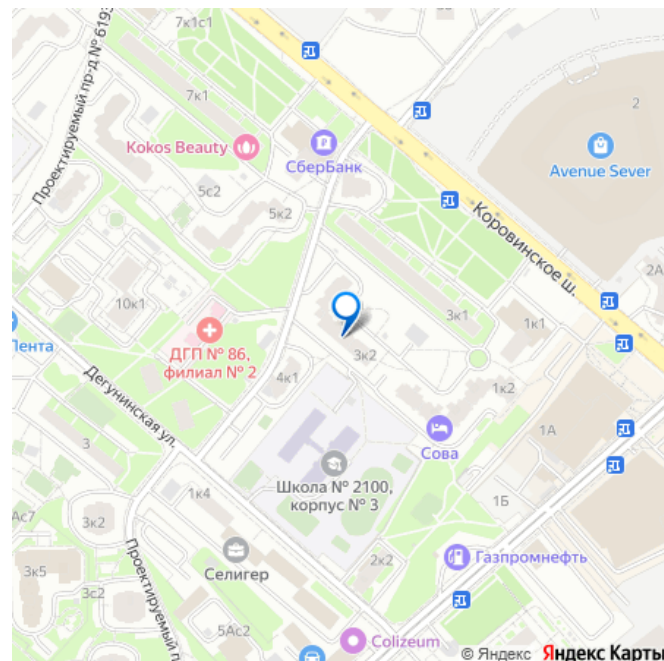 Проектируемый пр-д № 6193
7к1с1
7к1
Kokos Beauty
СберБанк
2
Avenue Sever
5с2
5к2
Коровинское ш.
2А
10к1
Лента
ДГП № 86,
филиал № 2
3к1
1к1
3к2
4к1
1к2
Дегунинская ул.
3
Сова
1А
Школа № 2100,
корпус № 3
1к4
1Б
Ас7
3к2
Проектируемый п
Газпромнефть
Селигер
2к2
3к5
3с2
5Ас2
Colizeum
© Яндекс Яндекс Карты